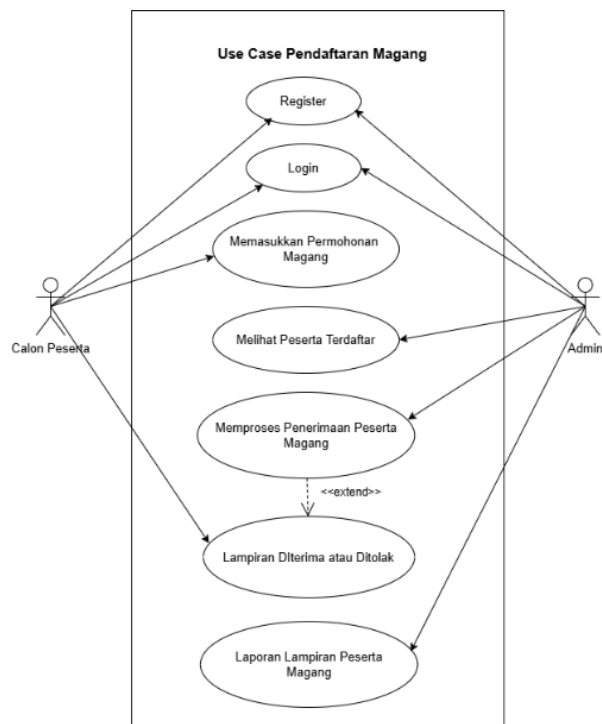 Use Case Pendaftaran Magang
Register
Login
Memasukkan Permohonan
Magang
Calon Peserta
Melihat Peserta Terdaftar
Admin
Memproses Penerimaan Peserta
Magang
<<extend>>
Lampiran DIterima atau Ditolak
Laporan Lampiran Peserta
Magang